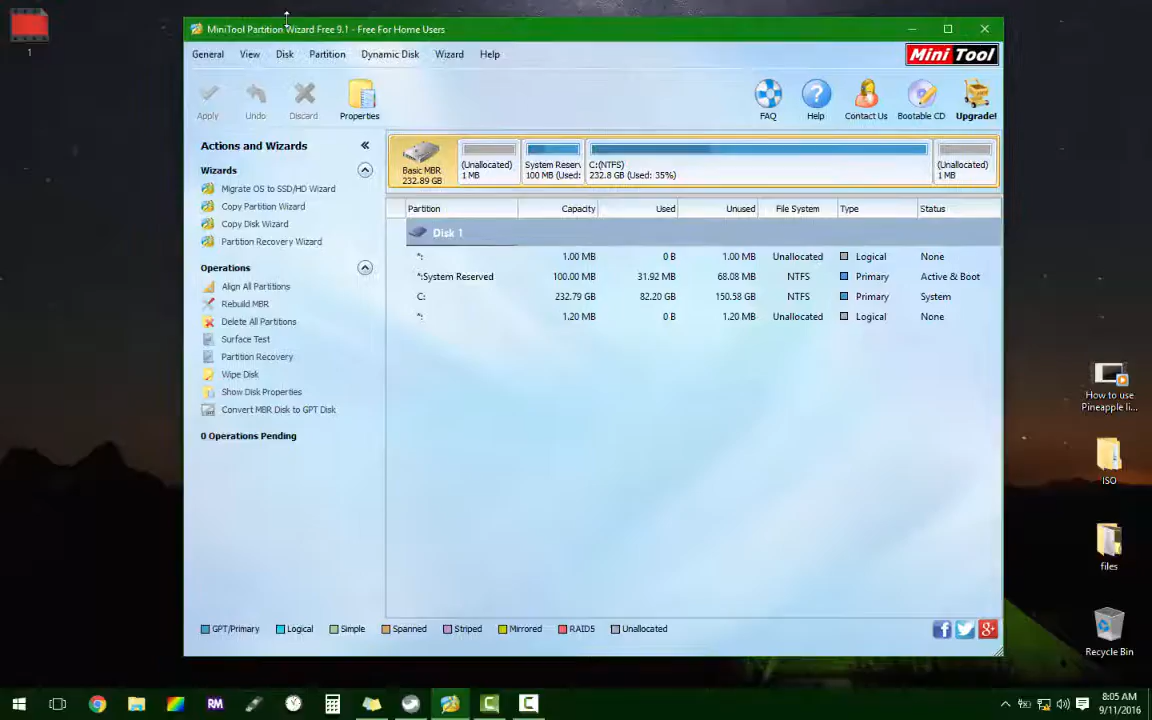 1
MiniTool Partition Wizard Free 9.1 - Free For Home Users
General View Disk Partition Dynamic Disk Wizard Help
Mini Tool
Apply Undo Discard Properties FAQ Help Contact Us Bootable CD Upgrade!
Actions and Wizards
Wizards
Migrate OS to SSD/HD Wizard
Copy Partition Wizard
Copy Disk Wizard
Partition Recovery Wizard
Operations
Align All Partitions
Rebuild MBR
Delete All Partitions
Surface Test
Partition Recovery
Wipe Disk
Show Disk Properties
Convert MBR Disk to GPT Disk
0 Operations Pending
Basic MBR
232.89 GB
(Unallocated)
1 MB
System Reserv
100 MB (Used:
C:(NTFS)
232.8 GB (Used: 35%)
(Unallocated)
1 MB
Partition Capacity Used Unused File System Type Status
Disk 1
*: 1.00 MB 0 B 1.00 MB Unallocated Logical None
*:System Reserved 100.00 MB 31.92 MB 68.08 MB NTFS Primary Active & Boot
C: 232.79 GB 82.20 GB 150.58 GB NTFS Primary System
*: 1.20 MB 0 B 1.20 MB Unallocated Logical None
GPT/Primary Logical Simple Spanned Striped Mirrored RAID5 Unallocated
How to use
Pineapple li...
ISO
files
Recycle Bin
RM
8:05 AM
9/11/2016